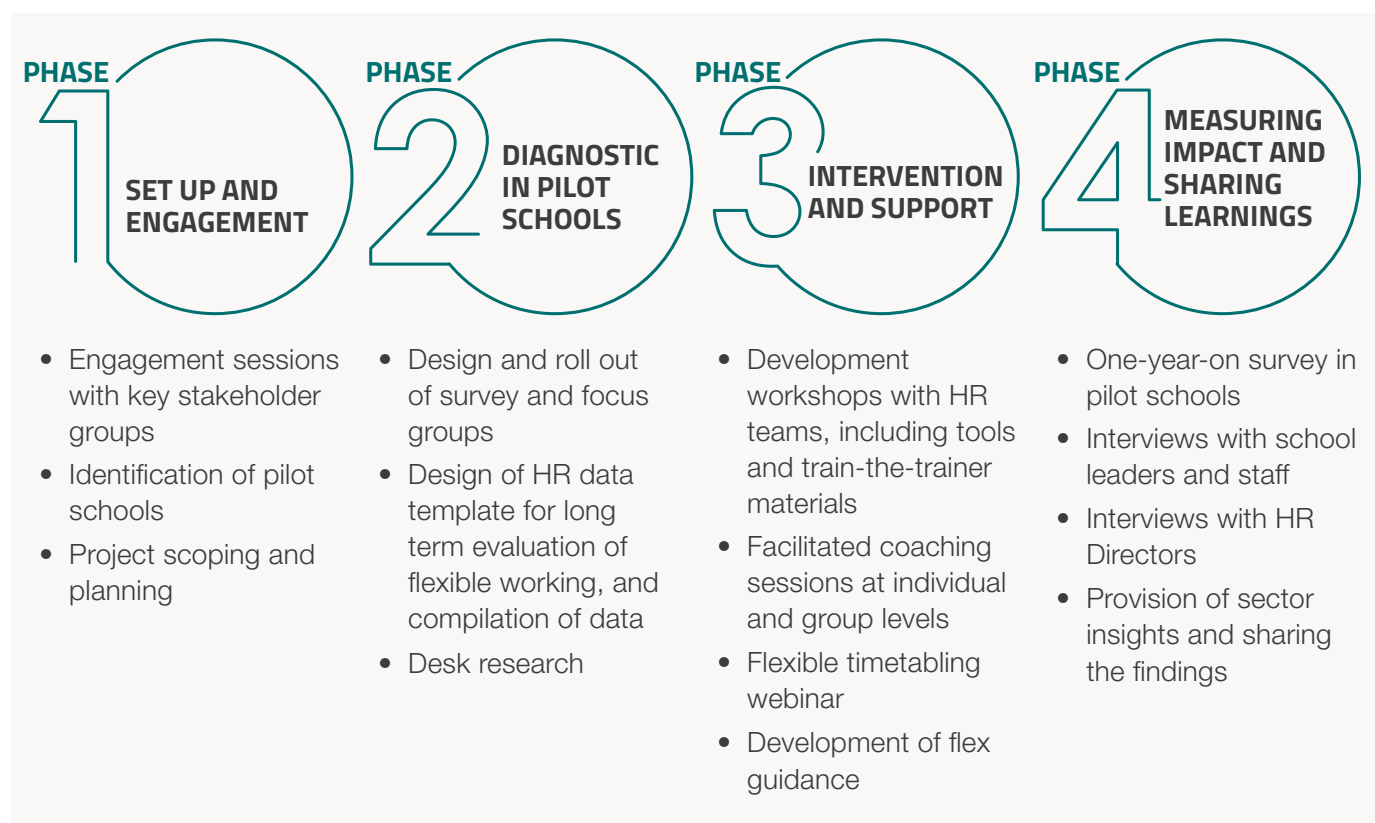 PHASE
1
SET UP AND
ENGAGEMENT
• Engagement sessions
with key stakeholder
groups
• Identification of pilot
schools
• Project scoping and
planning
PHASE
2
DIAGNOSTIC
IN PILOT
SCHOOLS
• Design and roll out
of survey and focus
groups
• Design of HR data
template for long
term evaluation of
flexible working, and
compilation of data
• Desk research
PHASE
3
INTERVENTION
AND SUPPORT
• Development
workshops with HR
teams, including tools
and train-the-trainer
materials
• Facilitated coaching
sessions at individual
and group levels
• Flexible timetabling
webinar
• Development of flex
guidance
PHASE
4
MEASURING
IMPACT AND
SHARING
LEARNINGS
• One-year-on survey in
pilot schools
• Interviews with school
leaders and staff
• Interviews with HR
Directors
• Provision of sector
insights and sharing
the findings